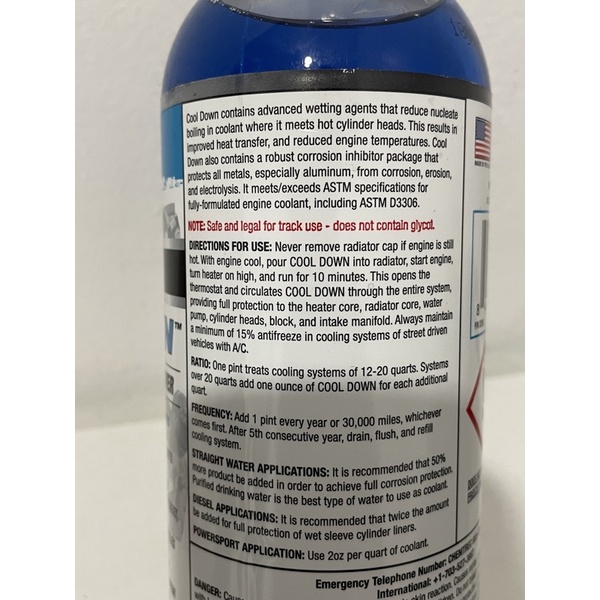 Cool Down contains advanced wetting agents that reduce nucleate
boiling in coolant where it meets hot cylinder heads. This results in
improved heat transfer, and reduced engine temperatures. Cool
Down also contains a robust corrosion inhibitor package that
protects all metals, especially aluminum, from corrosion, erosion,
and electrolysis. It meets/exceeds ASTM specifications for
fully-formulated engine coolant, including ASTM D3306.
NOTE: Safe and legal for track use - does not contain glycol.
DIRECTIONS FOR USE: Never remove radiator cap if engine is still
hot. With engine cool, pour COOL DOWN into radiator, start engine,
turn heater on high, and run for 10 minutes. This opens the
thermostat and circulates COOL DOWN through the entire system,
providing full protection to the heater core, radiator core, water
pump, cylinder heads, block, and intake manifold. Always maintain
a minimum of 15% antifreeze in cooling systems of street driven
vehicles with A/C.
RATIO: One pint treats cooling systems of 12-20 quarts. Systems
over 20 quarts add one ounce of COOL DOWN for each additional
quart.
FREQUENCY: Add 1 pint every year or 30,000 miles, whichever
comes first. After 5th consecutive year, drain, flush, and refill
cooling system.
STRAIGHT WATER APPLICATIONS: It is recommended that 50%
more product be added in order to achieve full corrosion protection.
Purified drinking water is the best type of water to use as coolant.
DIESEL APPLICATIONS: It is recommended that twice the amount
be added for full protection of wet sleeve cylinder liners.
POWERSPORT APPLICATION: Use 2oz per quart of coolant.
Emergency Telephone Number:
International:
DANGER:
skin reaction.